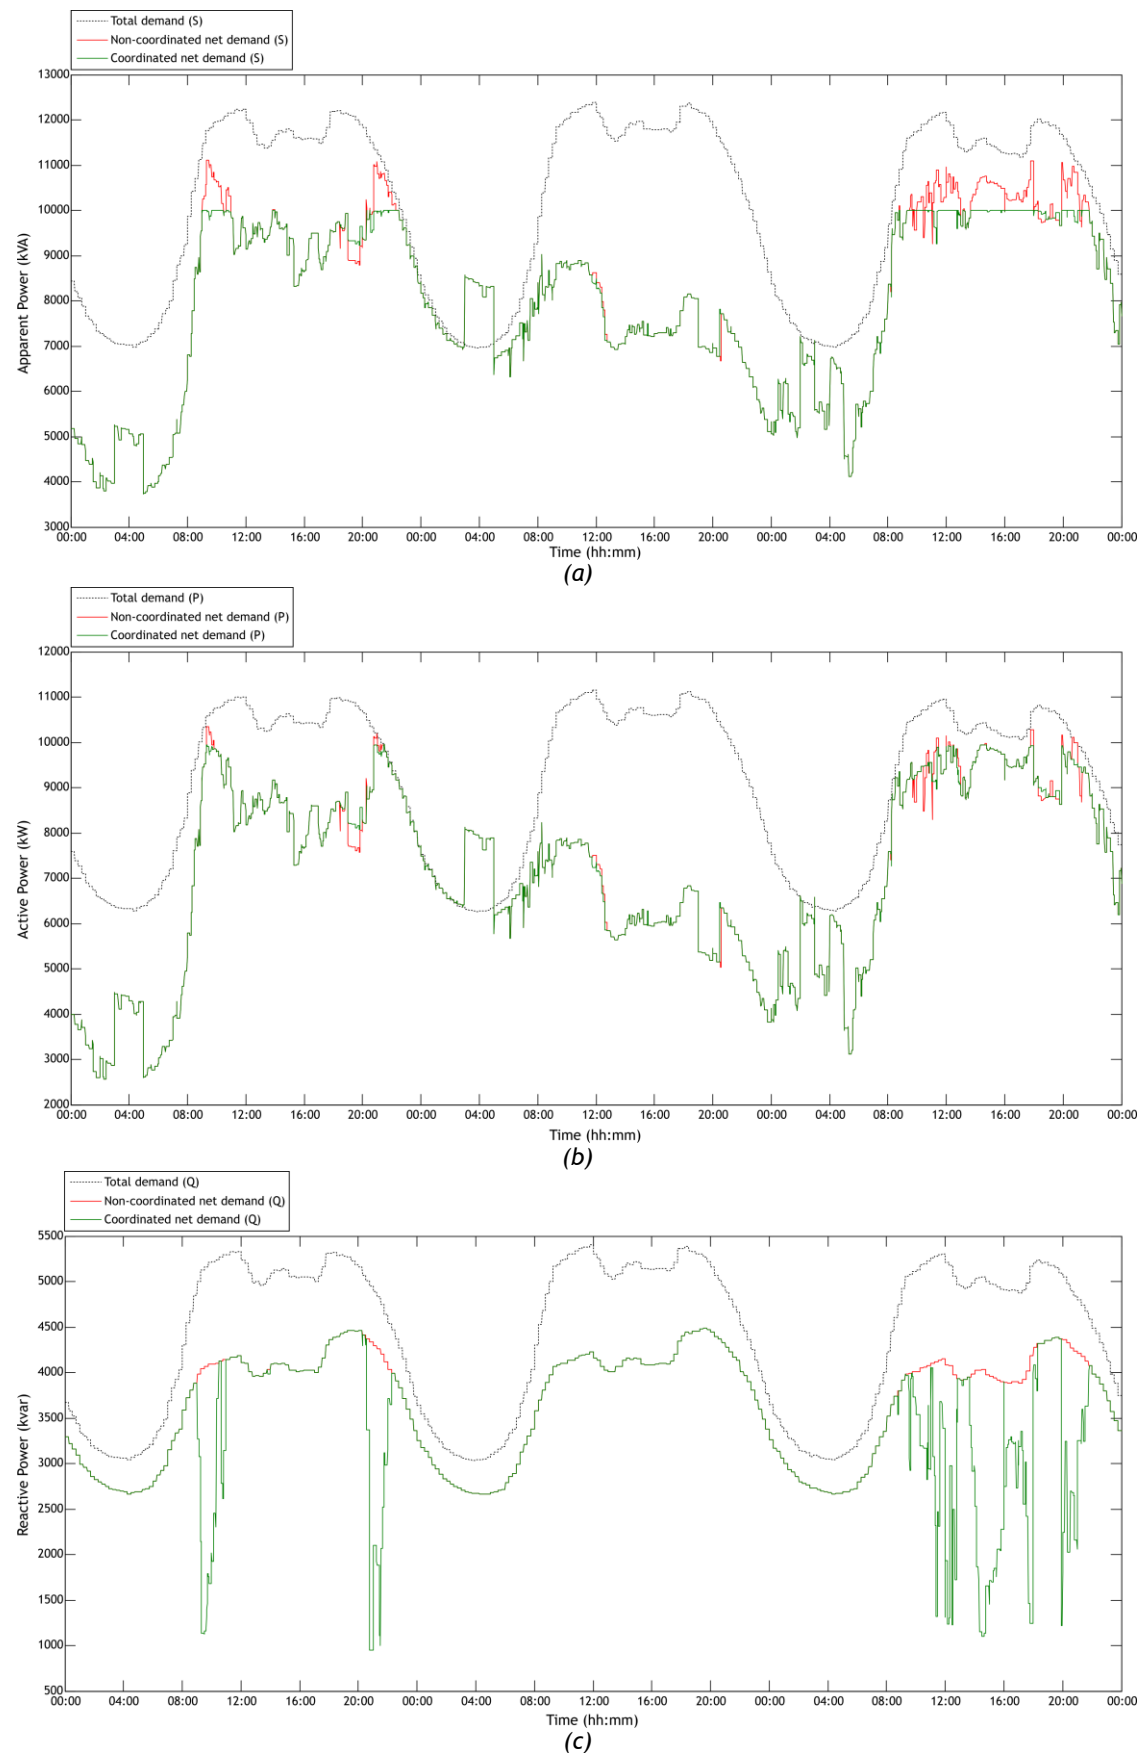 Total demand (S)
Non-coordinated net demand (S)
Coordinated net demand (S)
13000
12000
11000
10000
9000
8000
7000
6000
5000
4000
3000
Apparent Power (kVA)
00:00 04:00 08:00 12:00 16:00 20:00 00:00 04:00 08:00 12:00 16:00 20:00 00:00 04:00 08:00 12:00 16:00 20:00 00:00
Time (hh:mm)
(a)
Total demand (P)
Non-coordinated net demand (P)
Coordinated net demand (P)
12000
11000
10000
9000
8000
7000
6000
5000
4000
3000
2000
Active Power (kW)
00:00 04:00 08:00 12:00 16:00 20:00 00:00 04:00 08:00 12:00 16:00 20:00 00:00 04:00 08:00 12:00 16:00 20:00 00:00
Time (hh:mm)
(b)
Total demand (Q)
Non-coordinated net demand (Q)
Coordinated net demand (Q)
5500
5000
4500
4000
3500
3000
2500
2000
1500
1000
500
Reactive Power (kvar)
00:00 04:00 08:00 12:00 16:00 20:00 00:00 04:00 08:00 12:00 16:00 20:00 00:00 04:00 08:00 12:00 16:00 20:00 00:00
Time (hh:mm)
(c)